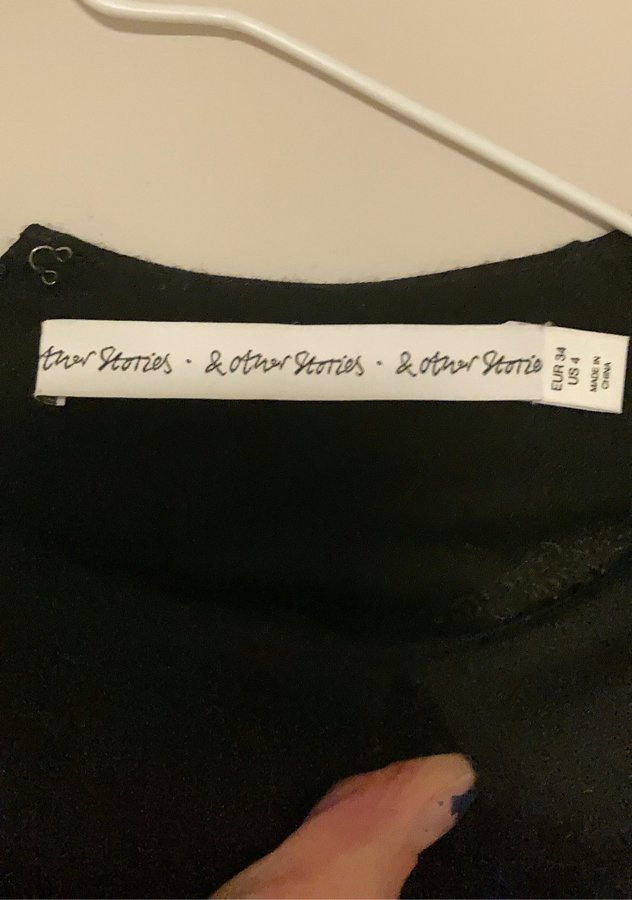 ther Stories · & other Stories · & other Storie
EUR 34
US 4
MADE IN
CHINA